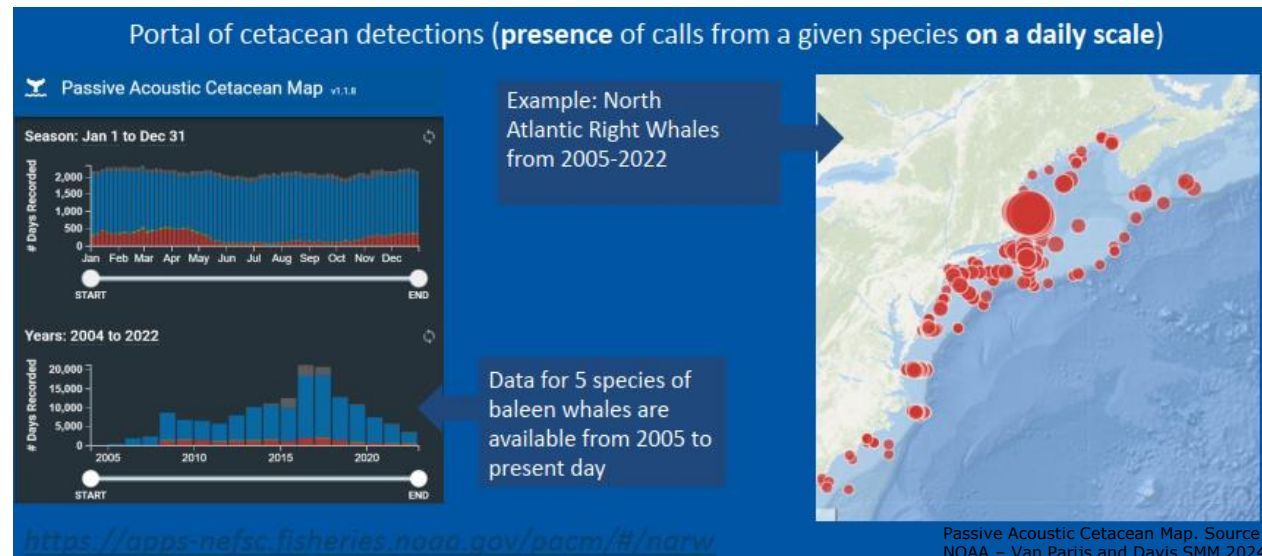 Portal of cetacean detections (presence of calls from a given species on a daily scale)
Passive Acoustic Cetacean Map v1.1.8
Season: Jan 1 to Dec 31
# Days Recorded
2,000
1,500
1,000
500
0
Jan Feb Mar Apr May Jun Jul Aug Sep Oct Nov Dec
START
END
Years: 2004 to 2022
# Days Recorded
20,000
15,000
10,000
5,000
0
2005 2010 2015 2020
START
END
Example: North
Atlantic Right Whales
from 2005-2022
Data for 5 species of
baleen whales are
available from 2005 to
present day
https://apps-nefsc.fisheries.noaa.gov/pacm/#/narw
Passive Acoustic Cetacean Map. Source
NOAA – Van Parijs and Davis SMM 2024